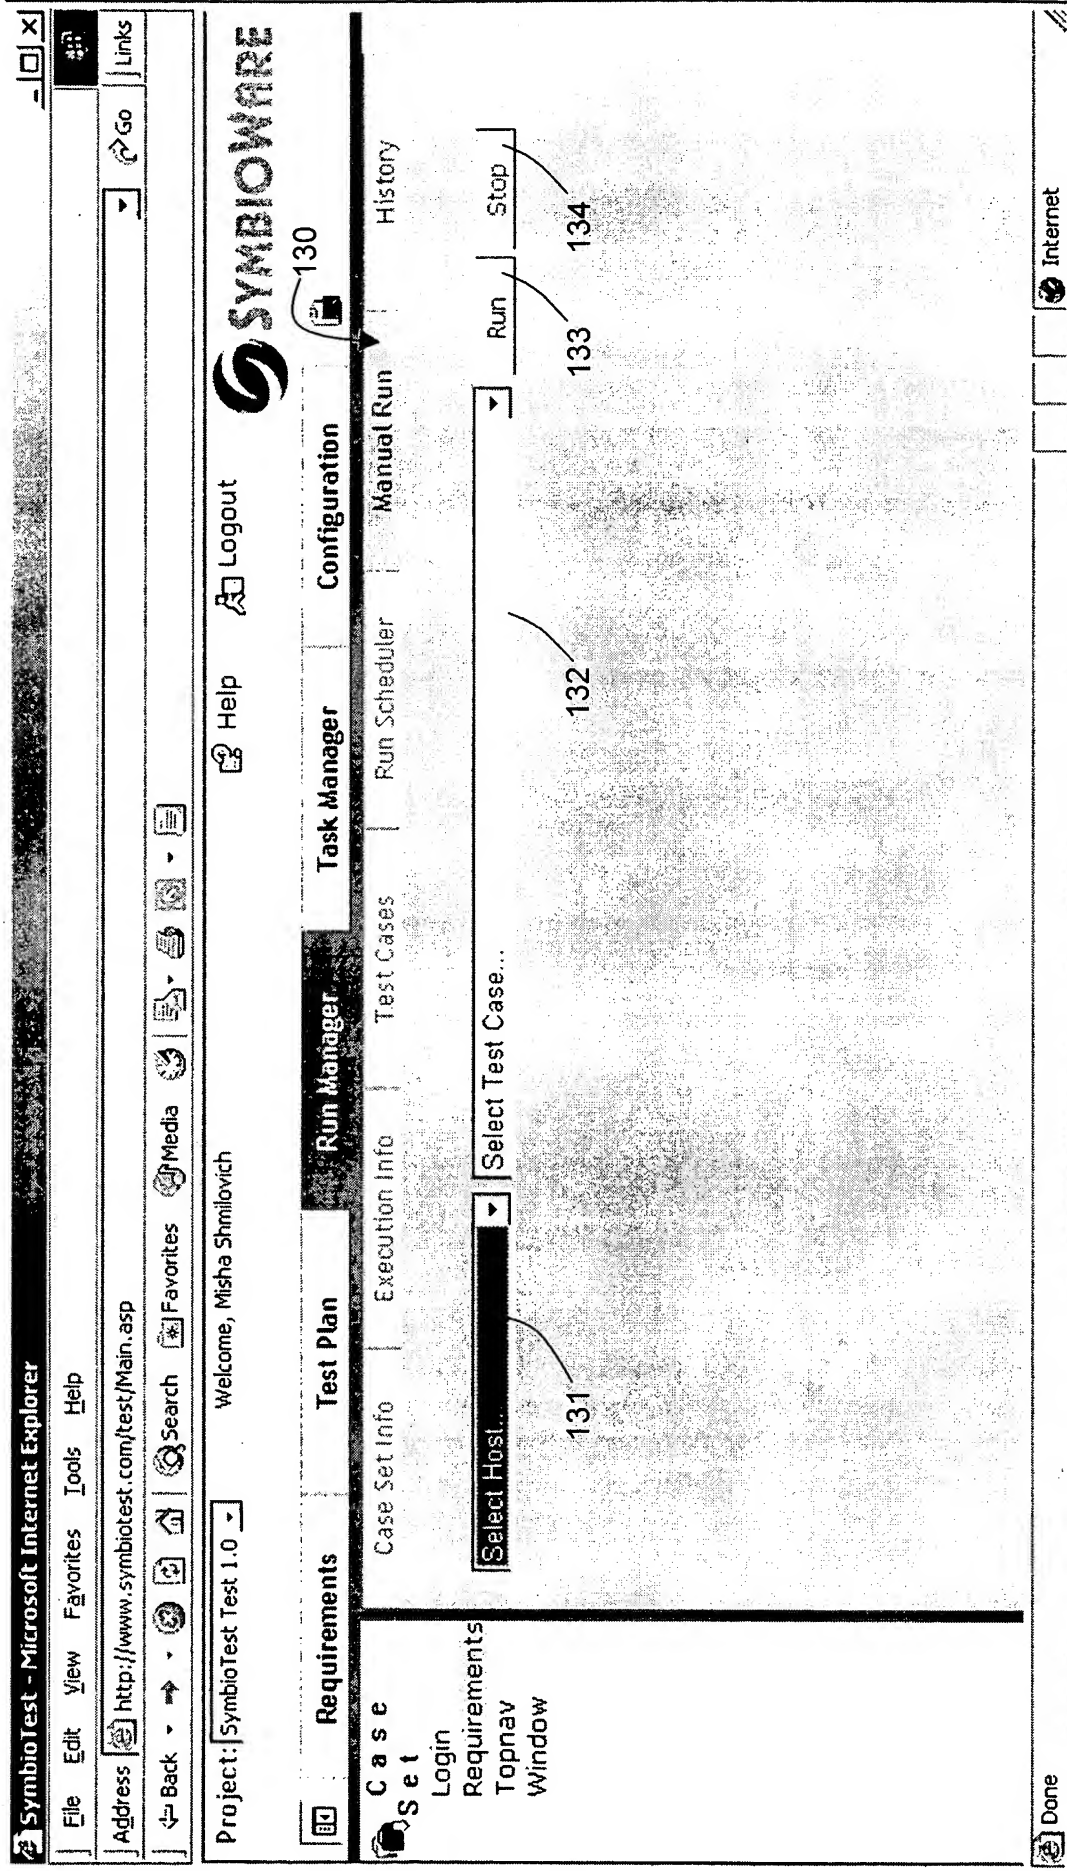 SymbioTest - Microsoft Internet Explorer
File Edit View Favorites Tools Help
Address http://www.symbiotest.com/test/Main.asp Go Links
Back Search Favorites Media
Project: SymbioTest Test 1.0 Welcome, Misha Shmilovich Help Logout SYMBIOWARE
Requirements Test Plan Run Manager Task Manager Configuration 130
Case Set
Case Set Info Execution Info Test Cases Run Scheduler Manual Run History
Login
Requirements
Topnav
Window
Select Host... Select Test Case... Run Stop
131 132 133 134
Done Internet